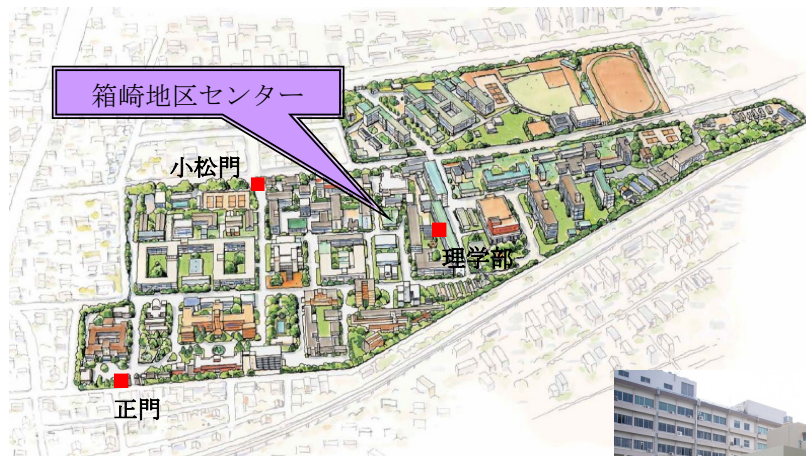 箱崎地区センター
小松門
理学部
正門